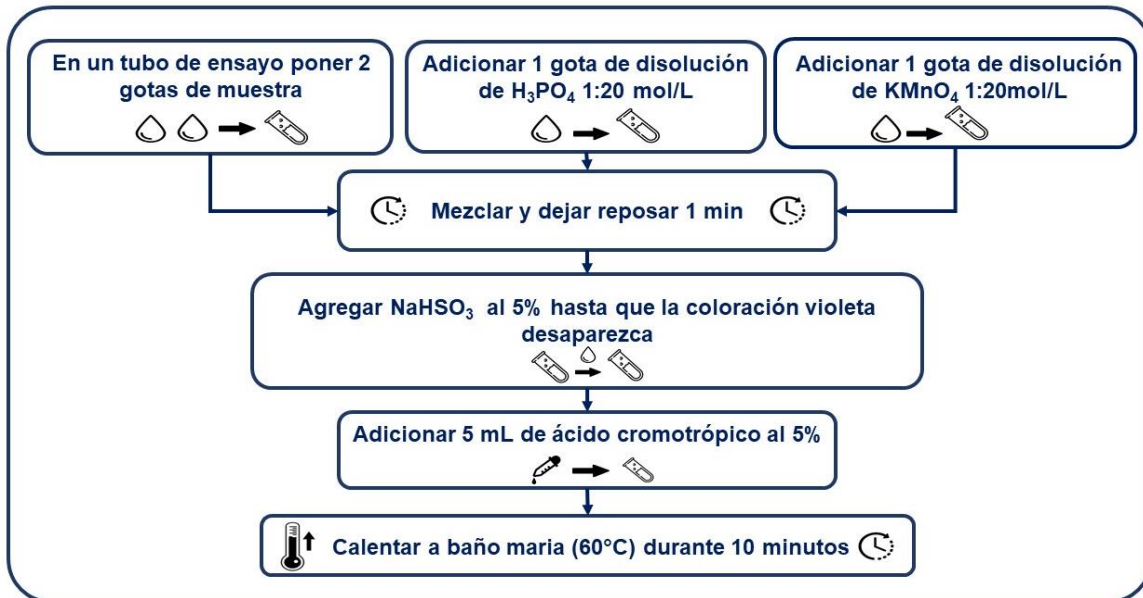 En un tubo de ensayo poner 2
gotas de muestra
Adicionar 1 gota de disolución
de H₃PO₄ 1:20 mol/L
Adicionar 1 gota de disolución
de KMnO₄ 1:20mol/L
Mezclar y dejar reposar 1 min
Agregar NaHSO₃ al 5% hasta que la coloración violeta
desaparezca
Adicionar 5 mL de ácido cromotrópico al 5%
Calentar a baño maria (60°C) durante 10 minutos